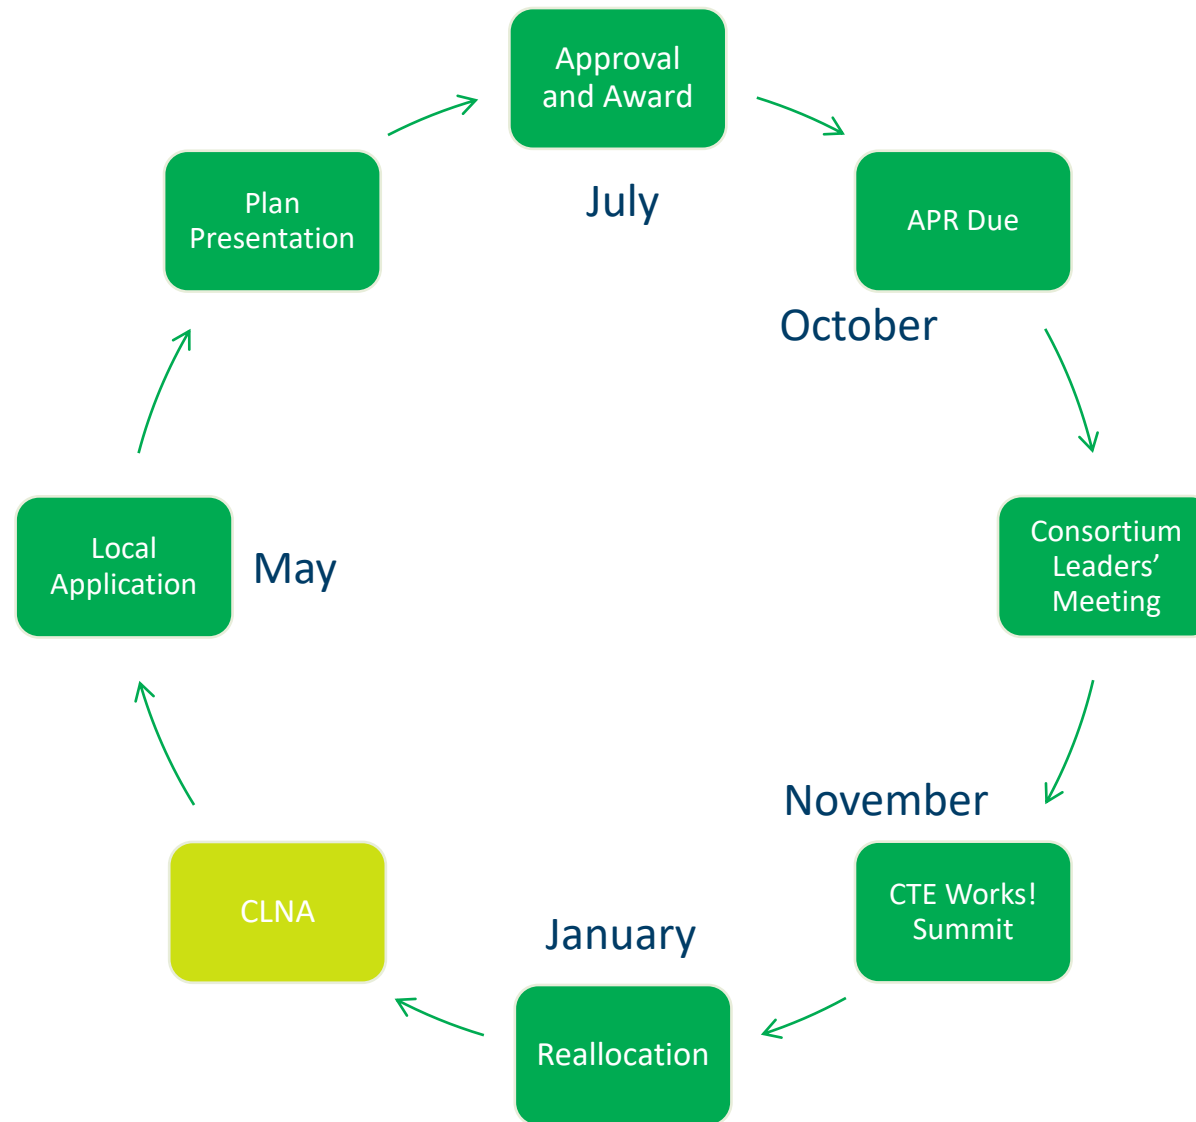 Approval
and Award
July
APR Due
October
Consortium
Leaders’
Meeting
November
CTE Works!
Summit
January
Reallocation
CLNA
Local
Application
May
Plan
Presentation